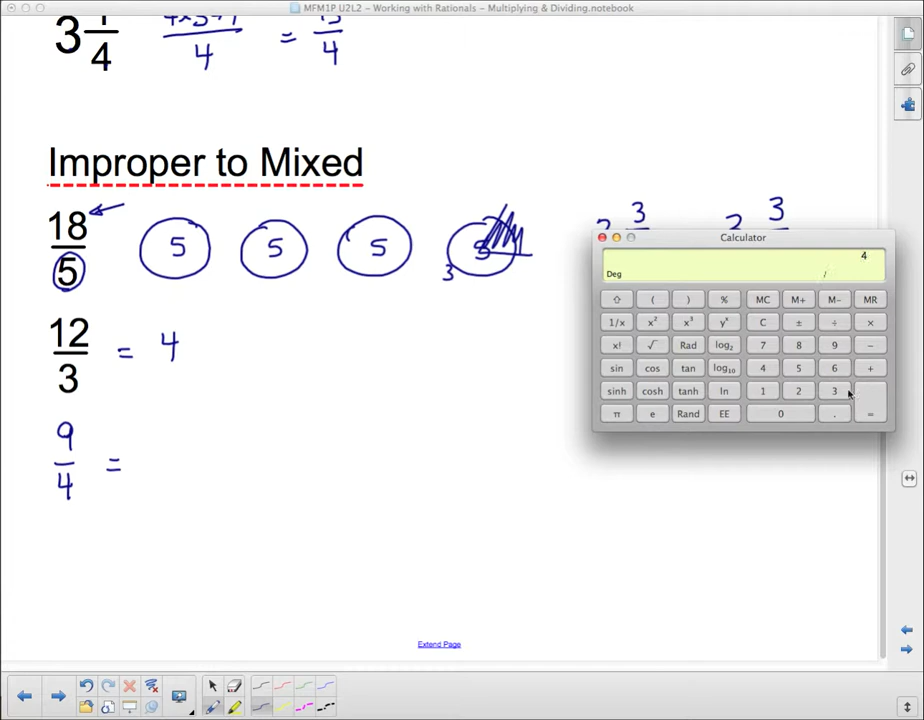 MFM1P U2L2 – Working with Rationals – Multiplying & Dividing.notebook
3 1/4 4×3+1/4 = 13/4
Improper to Mixed
18/5 5 5 5 5 3 3 3
12/3 = 4
9/4 =
Calculator
4
Deg /
⇧ ( ) % MC M+ M− MR
1/x x² x³ yˣ C ± ÷ ×
x! √ Rad log₂ 7 8 9 −
sin cos tan log₁₀ 4 5 6 +
sinh cosh tanh ln 1 2 3
π e Rand EE 0 . =
Extend Page